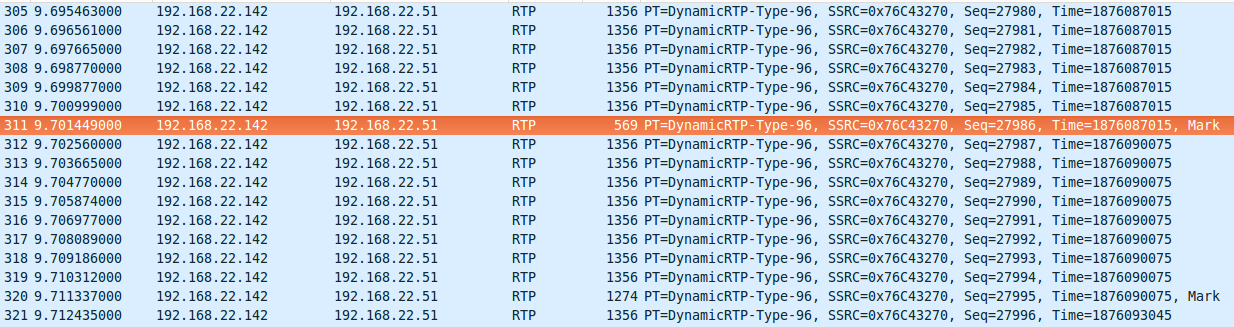 305 9.695463000 192.168.22.142 192.168.22.51 RTP 1356 PT=DynamicRTP-Type-96, SSRC=0x76C43270, Seq=27980, Time=1876087015
306 9.696561000 192.168.22.142 192.168.22.51 RTP 1356 PT=DynamicRTP-Type-96, SSRC=0x76C43270, Seq=27981, Time=1876087015
307 9.697665000 192.168.22.142 192.168.22.51 RTP 1356 PT=DynamicRTP-Type-96, SSRC=0x76C43270, Seq=27982, Time=1876087015
308 9.698770000 192.168.22.142 192.168.22.51 RTP 1356 PT=DynamicRTP-Type-96, SSRC=0x76C43270, Seq=27983, Time=1876087015
309 9.699877000 192.168.22.142 192.168.22.51 RTP 1356 PT=DynamicRTP-Type-96, SSRC=0x76C43270, Seq=27984, Time=1876087015
310 9.700999000 192.168.22.142 192.168.22.51 RTP 1356 PT=DynamicRTP-Type-96, SSRC=0x76C43270, Seq=27985, Time=1876087015
311 9.701449000 192.168.22.142 192.168.22.51 RTP 569 PT=DynamicRTP-Type-96, SSRC=0x76C43270, Seq=27986, Time=1876087015, Mark
312 9.702560000 192.168.22.142 192.168.22.51 RTP 1356 PT=DynamicRTP-Type-96, SSRC=0x76C43270, Seq=27987, Time=1876090075
313 9.703665000 192.168.22.142 192.168.22.51 RTP 1356 PT=DynamicRTP-Type-96, SSRC=0x76C43270, Seq=27988, Time=1876090075
314 9.704770000 192.168.22.142 192.168.22.51 RTP 1356 PT=DynamicRTP-Type-96, SSRC=0x76C43270, Seq=27989, Time=1876090075
315 9.705874000 192.168.22.142 192.168.22.51 RTP 1356 PT=DynamicRTP-Type-96, SSRC=0x76C43270, Seq=27990, Time=1876090075
316 9.706977000 192.168.22.142 192.168.22.51 RTP 1356 PT=DynamicRTP-Type-96, SSRC=0x76C43270, Seq=27991, Time=1876090075
317 9.708089000 192.168.22.142 192.168.22.51 RTP 1356 PT=DynamicRTP-Type-96, SSRC=0x76C43270, Seq=27992, Time=1876090075
318 9.709186000 192.168.22.142 192.168.22.51 RTP 1356 PT=DynamicRTP-Type-96, SSRC=0x76C43270, Seq=27993, Time=1876090075
319 9.710312000 192.168.22.142 192.168.22.51 RTP 1356 PT=DynamicRTP-Type-96, SSRC=0x76C43270, Seq=27994, Time=1876090075
320 9.711337000 192.168.22.142 192.168.22.51 RTP 1274 PT=DynamicRTP-Type-96, SSRC=0x76C43270, Seq=27995, Time=1876090075, Mark
321 9.712435000 192.168.22.142 192.168.22.51 RTP 1356 PT=DynamicRTP-Type-96, SSRC=0x76C43270, Seq=27996, Time=1876093045